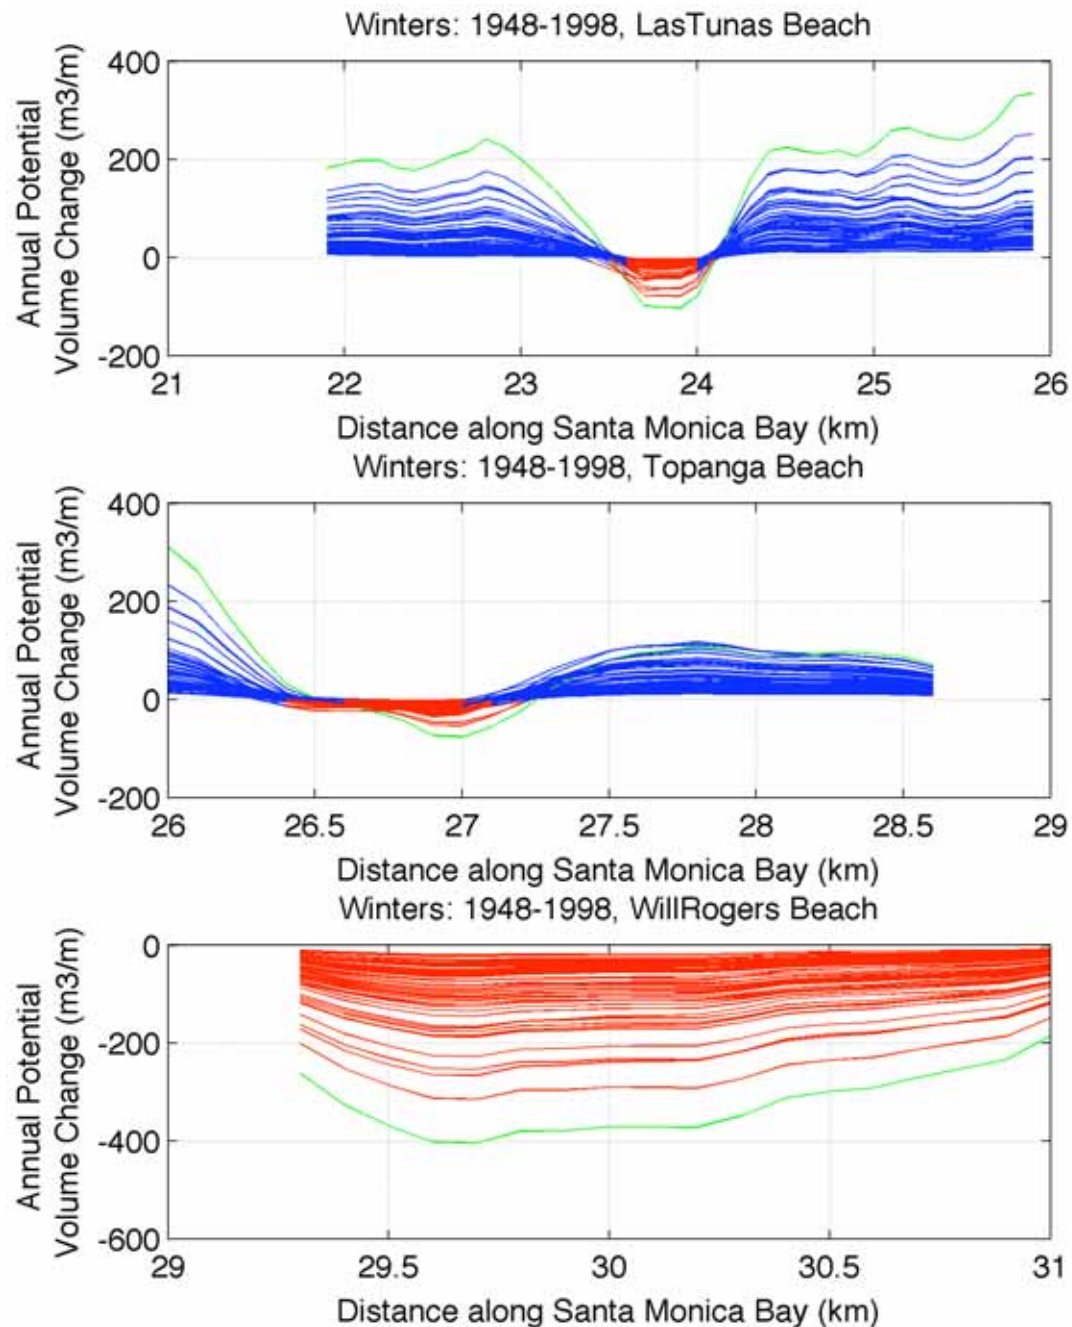 Winters: 1948-1998, LasTunas Beach
Annual Potential
Volume Change (m3/m)
400
200
0
-200
21 22 23 24 25 26
Distance along Santa Monica Bay (km)
Winters: 1948-1998, Topanga Beach
Annual Potential
Volume Change (m3/m)
400
200
0
-200
26 26.5 27 27.5 28 28.5 29
Distance along Santa Monica Bay (km)
Winters: 1948-1998, WillRogers Beach
Annual Potential
Volume Change (m3/m)
0
-200
-400
-600
29 29.5 30 30.5 31
Distance along Santa Monica Bay (km)